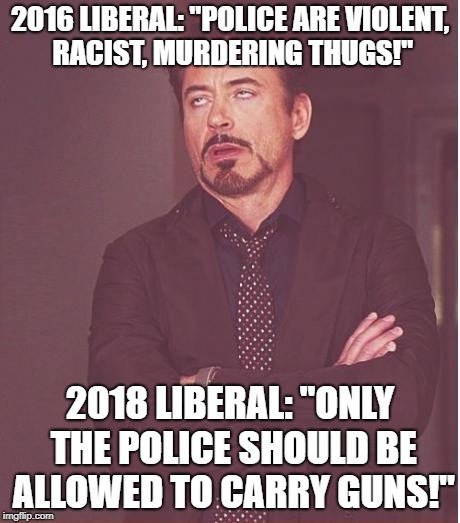 2016 LIBERAL: "POLICE ARE VIOLENT,
RACIST, MURDERING THUGS!"
2018 LIBERAL: "ONLY
THE POLICE SHOULD BE
ALLOWED TO CARRY GUNS!"
imgflip.com